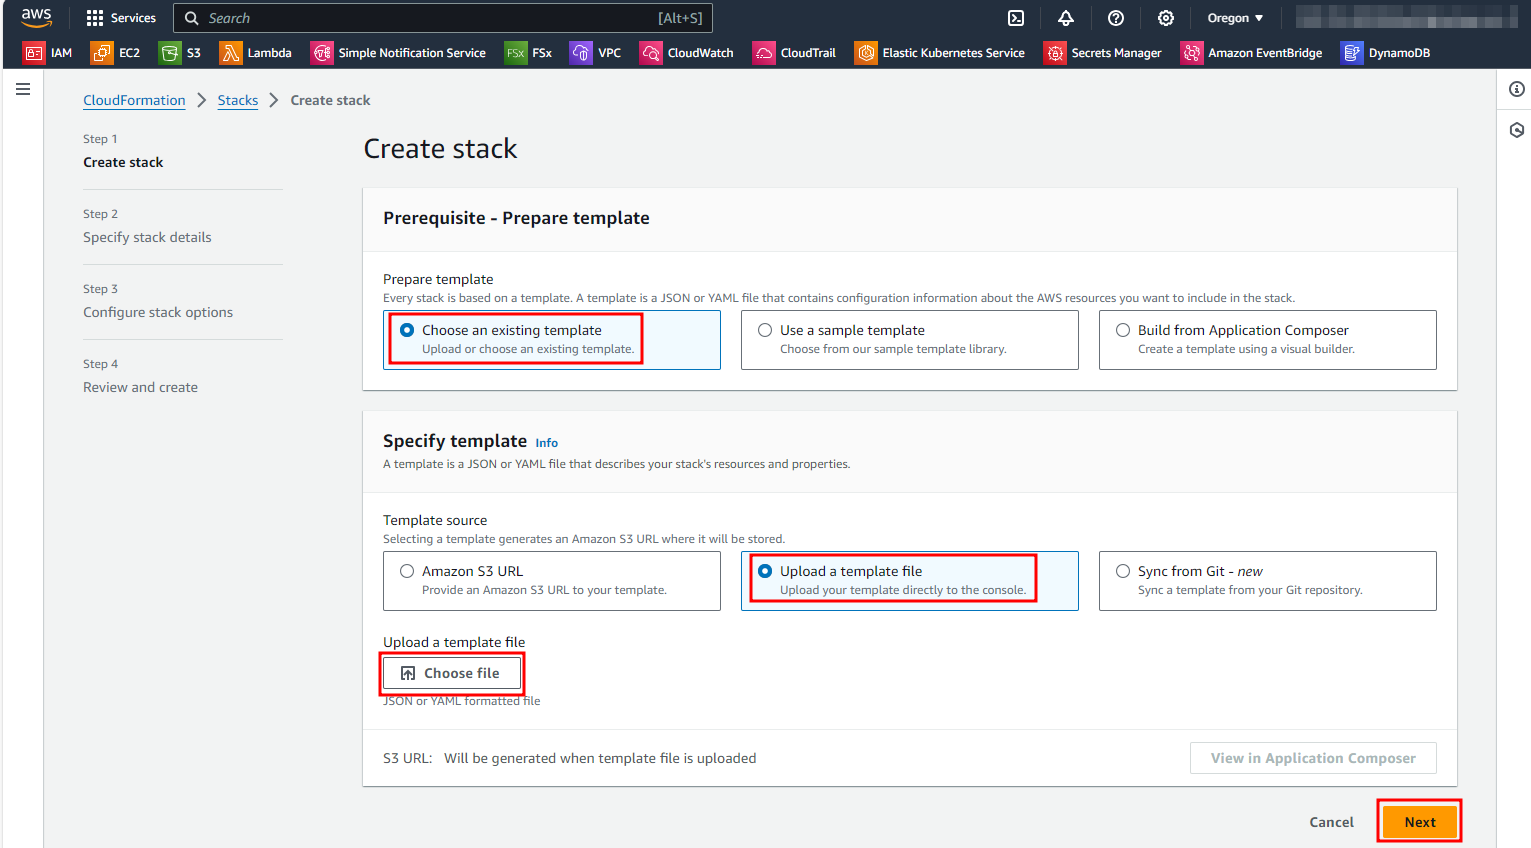 aws Services Search [Alt+S] Oregon
IAM EC2 S3 Lambda Simple Notification Service FSx FSx VPC CloudWatch CloudTrail Elastic Kubernetes Service Secrets Manager Amazon EventBridge DynamoDB
CloudFormation Stacks Create stack
Step 1
Create stack
Step 2
Specify stack details
Step 3
Configure stack options
Step 4
Review and create
Create stack
Prerequisite - Prepare template
Prepare template
Every stack is based on a template. A template is a JSON or YAML file that contains configuration information about the AWS resources you want to include in the stack.
Choose an existing template
Upload or choose an existing template.
Use a sample template
Choose from our sample template library.
Build from Application Composer
Create a template using a visual builder.
Specify template Info
A template is a JSON or YAML file that describes your stack's resources and properties.
Template source
Selecting a template generates an Amazon S3 URL where it will be stored.
Amazon S3 URL
Provide an Amazon S3 URL to your template.
Upload a template file
Upload your template directly to the console.
Sync from Git - new
Sync a template from your Git repository.
Upload a template file
Choose file
JSON or YAML formatted file
S3 URL: Will be generated when template file is uploaded
View in Application Composer
Cancel Next